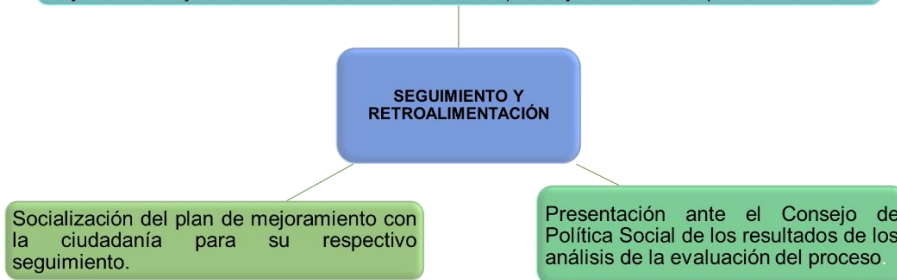 SEGUIMIENTO Y
RETROALIMENTACIÓN
Socialización del plan de mejoramiento con
la ciudadanía para su respectivo
seguimiento.
Presentación ante el Consejo de
Política Social de los resultados de los
análisis de la evaluación del proceso.